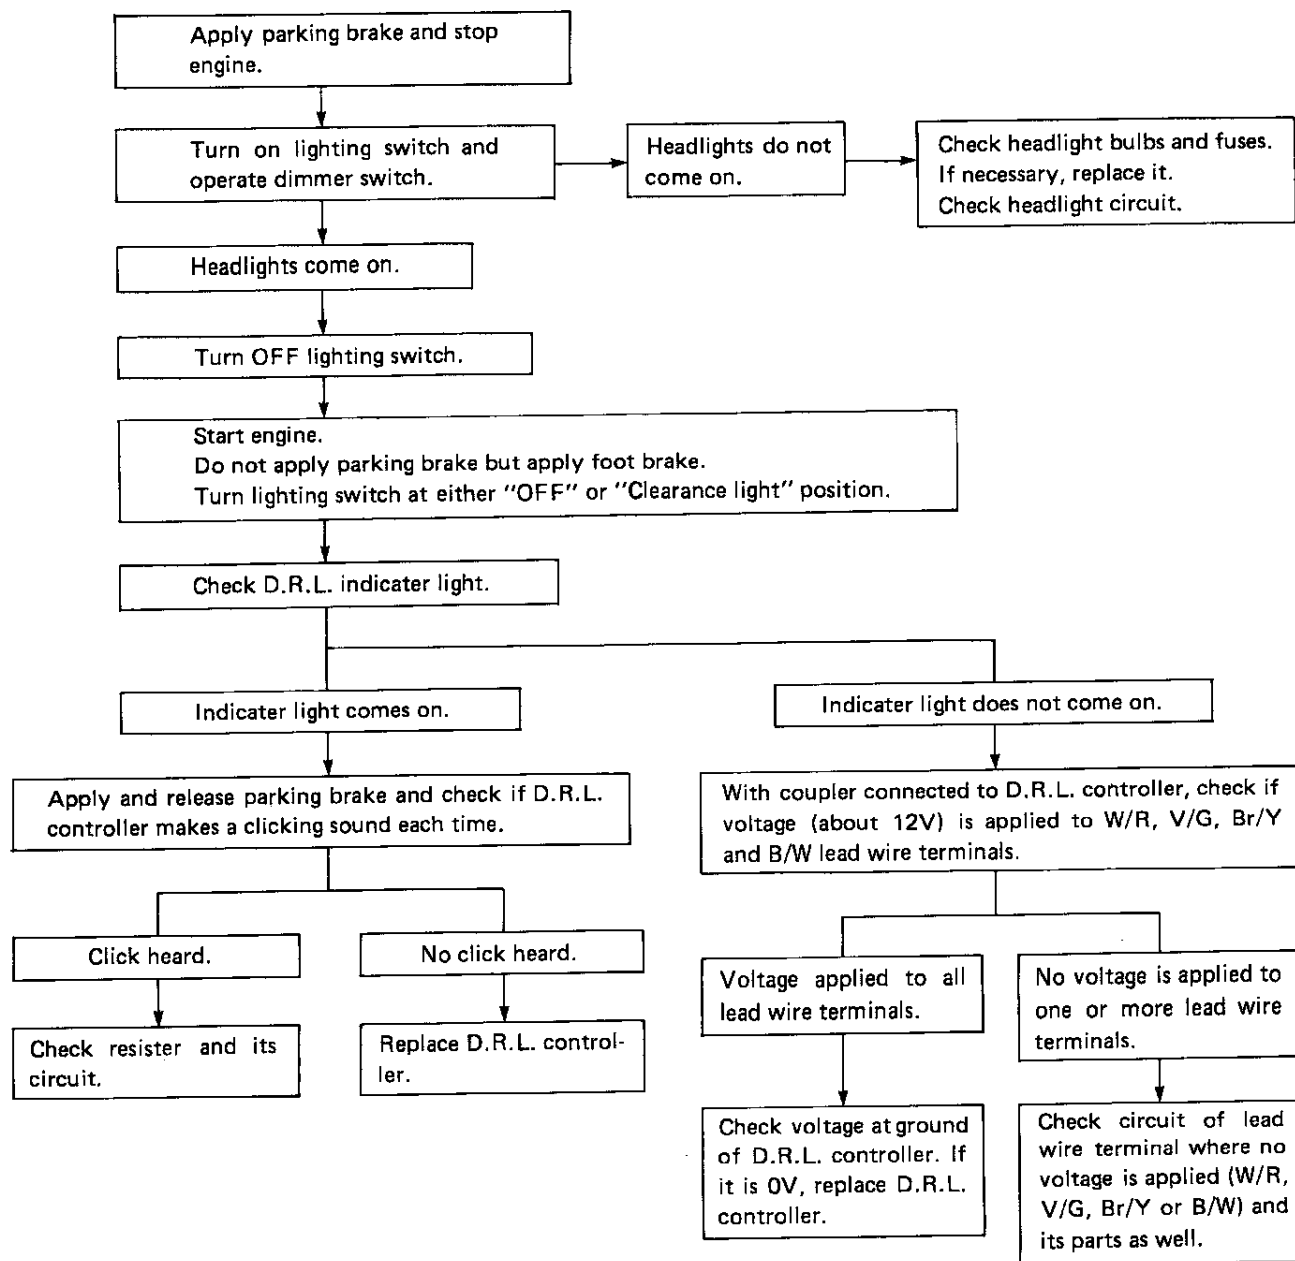 Apply parking brake and stop
engine.
Turn on lighting switch and
operate dimmer switch.
Headlights do not
come on.
Check headlight bulbs and fuses.
If necessary, replace it.
Check headlight circuit.
Headlights come on.
Turn OFF lighting switch.
Start engine.
Do not apply parking brake but apply foot brake.
Turn lighting switch at either "OFF" or "Clearance light" position.
Check D.R.L. indicater light.
Indicater light comes on.
Indicater light does not come on.
Apply and release parking brake and check if D.R.L.
controller makes a clicking sound each time.
With coupler connected to D.R.L. controller, check if
voltage (about 12V) is applied to W/R, V/G, Br/Y
and B/W lead wire terminals.
Click heard.
No click heard.
Voltage applied to all
lead wire terminals.
No voltage is applied to
one or more lead wire
terminals.
Check resister and its
circuit.
Replace D.R.L. control-
ler.
Check voltage at ground
of D.R.L. controller. If
it is 0V, replace D.R.L.
controller.
Check circuit of lead
wire terminal where no
voltage is applied (W/R,
V/G, Br/Y or B/W) and
its parts as well.